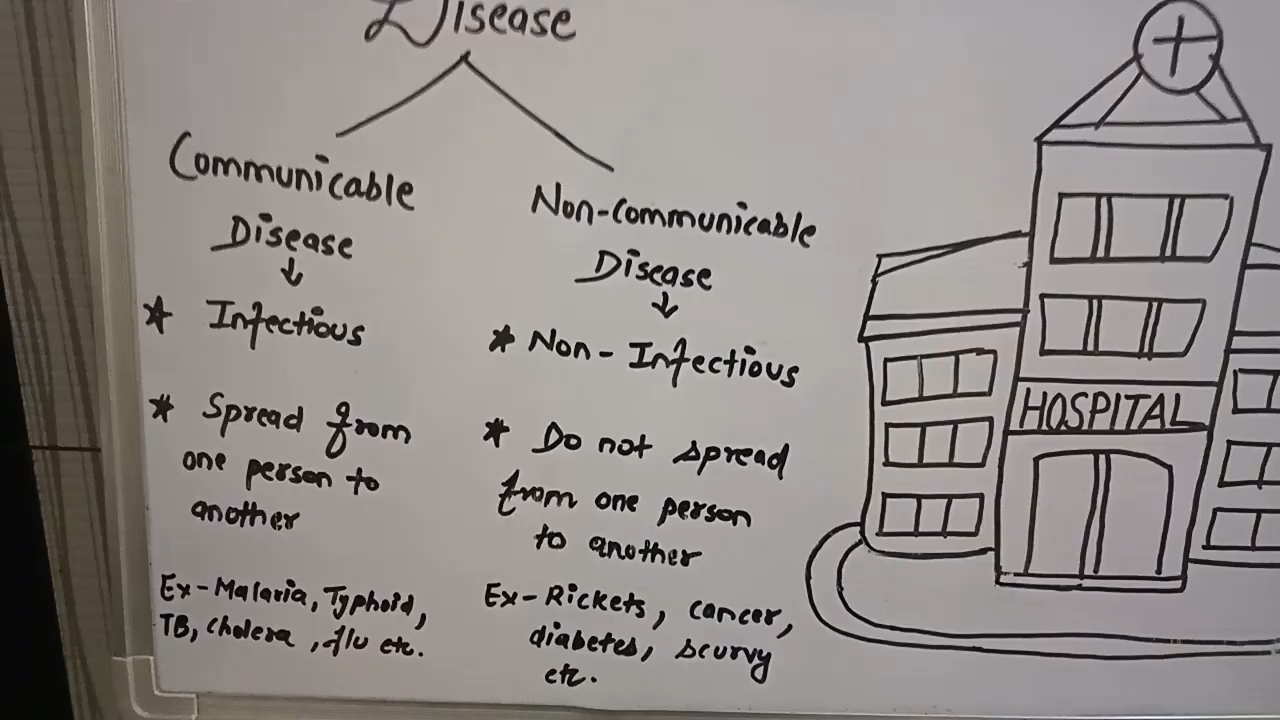 Disease
Communicable
Disease
* Infectious
* Spread from
one person to
another
Ex-Malaria, Typhoid,
TB, cholera, flu etc.
Non-communicable
Disease
* Non-Infectious
* Do not spread
from one person
to another
Ex-Rickets, cancer,
diabetes, scurvy
etc.
HOSPITAL